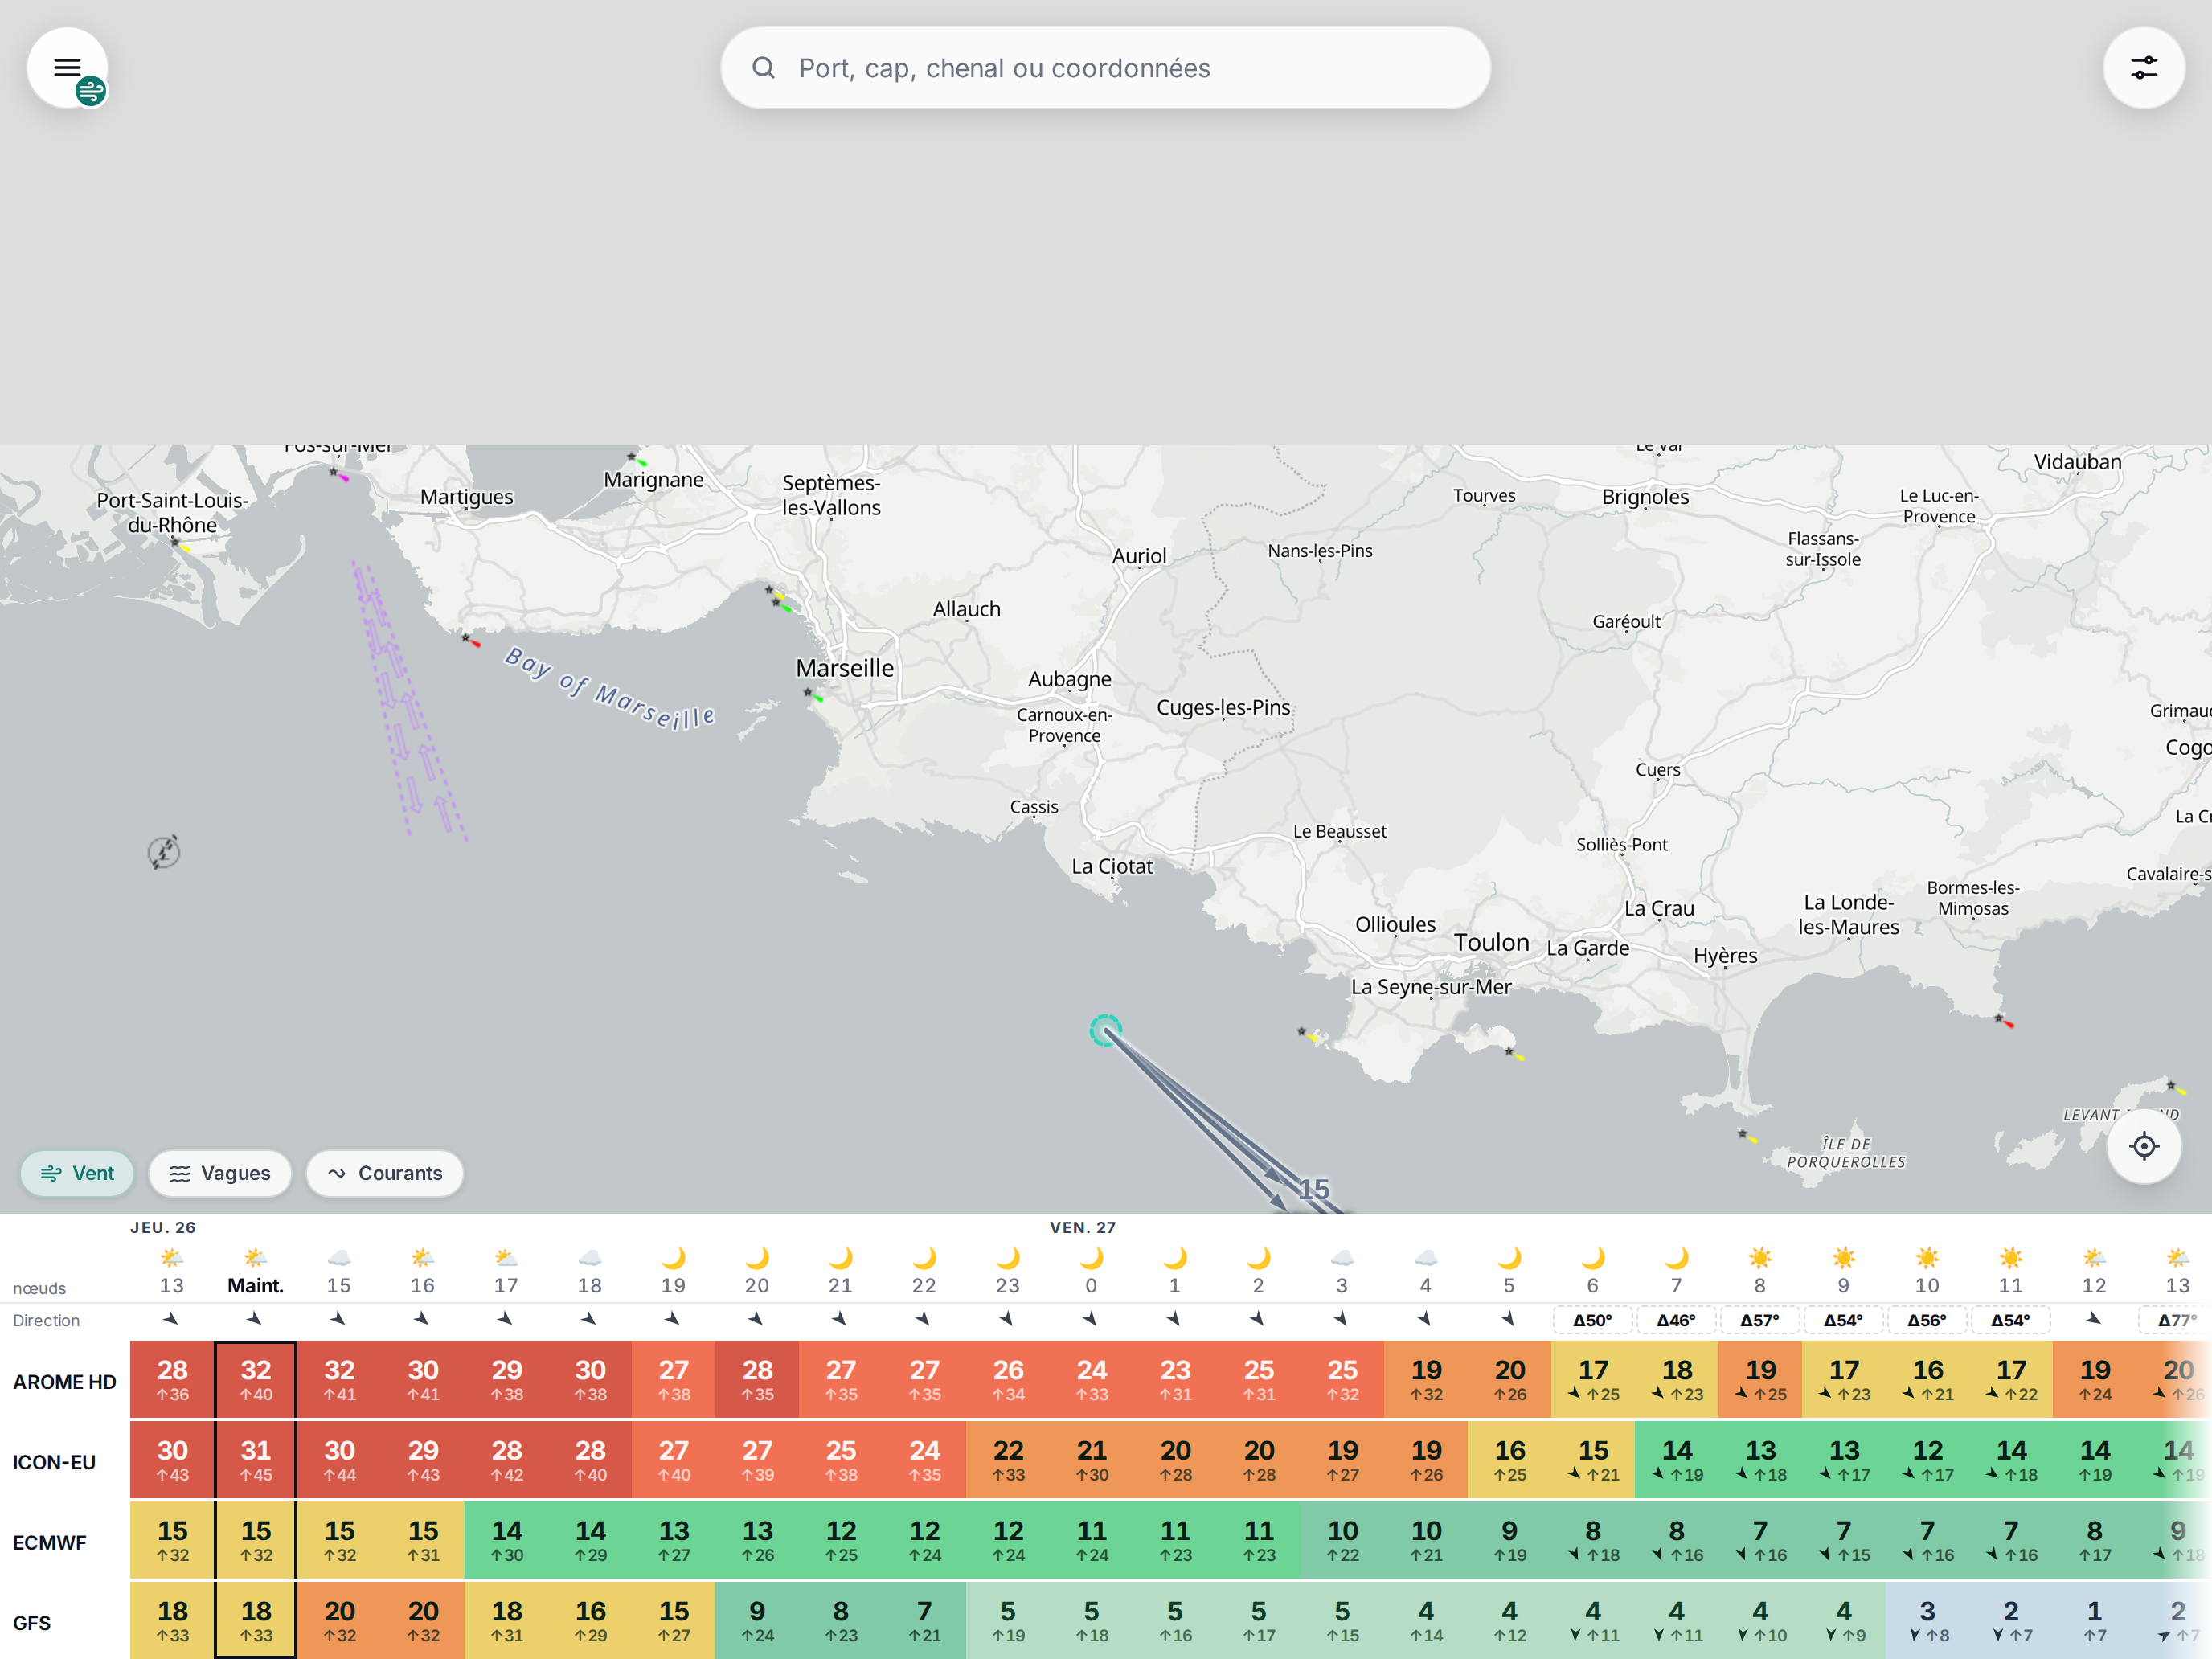 Port, cap, chenal ou coordonnées
Fos-sur-Mer
Le Val
Vidauban
Marignane
Septèmes-
les-Vallons
Port-Saint-Louis-
du-Rhône
Martigues
Tourves
Brignoles
Le Luc-en-
Provence
Auriol
Nans-les-Pins
Flassans-
sur-Issole
Allauch
Garéoult
Bay of Marseille
Marseille
Aubagne
Cuges-les-Pins
Carnoux-en-
Provence
Grimaud
Cogo
Cuers
Cassis
Le Beausset
Solliès-Pont
La Cr
La Ciotat
Cavalaire-s
Bormes-les-
Mimosas
La Londe-
les-Maures
La Crau
Ollioules
Toulon
La Garde
Hyères
La Seyne-sur-Mer
LEVANT
ÎLE DE
PORQUEROLLES
15
Vent Vagues Courants
JEU. 26 VEN. 27
nœuds 13 Maint. 15 16 17 18 19 20 21 22 23 0 1 2 3 4 5 6 7 8 9 10 11 12 13
Direction Δ50° Δ46° Δ57° Δ54° Δ56° Δ54° Δ77°
AROME HD 28 32 32 30 29 30 27 28 27 27 26 24 23 25 25 19 20 17 18 19 17 16 17 19 20
↑36 ↑40 ↑41 ↑41 ↑38 ↑38 ↑38 ↑35 ↑35 ↑35 ↑34 ↑33 ↑31 ↑31 ↑32 ↑32 ↑26 ↑25 ↑23 ↑25 ↑23 ↑21 ↑22 ↑24 ↑26
ICON-EU 30 31 30 29 28 28 27 27 25 24 22 21 20 20 19 19 16 15 14 13 13 12 14 14 14
↑43 ↑45 ↑44 ↑43 ↑42 ↑40 ↑40 ↑39 ↑38 ↑35 ↑33 ↑30 ↑28 ↑28 ↑27 ↑26 ↑25 ↑21 ↑19 ↑18 ↑17 ↑17 ↑18 ↑19 ↑19
ECMWF 15 15 15 15 14 14 13 13 12 12 12 11 11 11 10 10 9 8 8 7 7 7 7 8 9
↑32 ↑32 ↑32 ↑31 ↑30 ↑29 ↑27 ↑26 ↑25 ↑24 ↑24 ↑24 ↑23 ↑23 ↑22 ↑21 ↑19 ↑18 ↑16 ↑16 ↑15 ↑16 ↑16 ↑17 ↑18
GFS 18 18 20 20 18 16 15 9 8 7 5 5 5 5 5 4 4 4 4 4 4 3 2 1 2
↑33 ↑33 ↑32 ↑32 ↑31 ↑29 ↑27 ↑24 ↑23 ↑21 ↑19 ↑18 ↑16 ↑17 ↑15 ↑14 ↑12 ↑11 ↑11 ↑10 ↑9 ↑8 ↑7 ↑7 ↑7